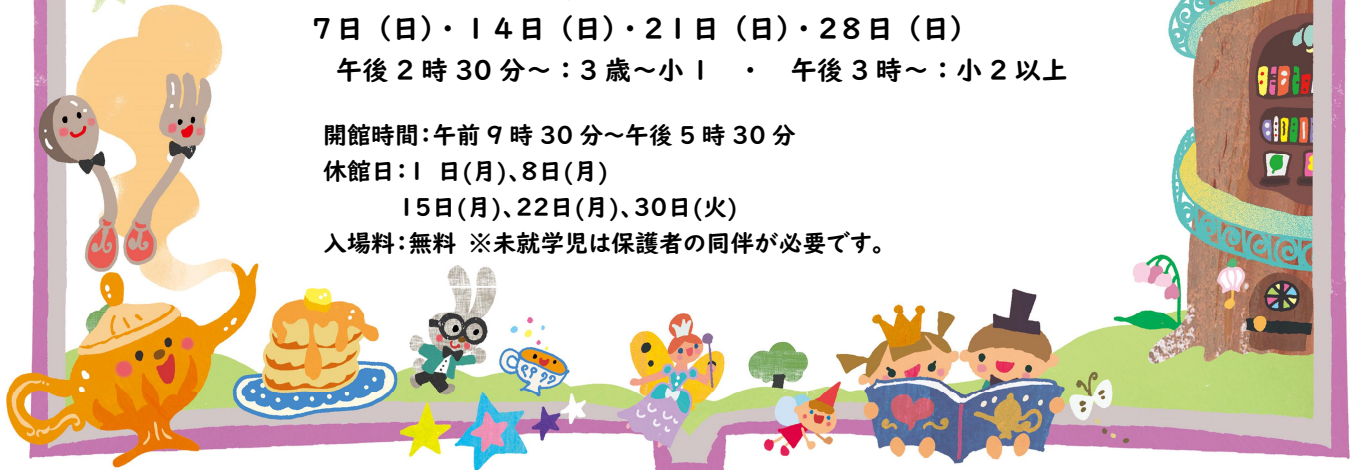 7日（日）・14日（日）・21日（日）・28日（日）
午後2時30分～：3歳～小1　・　午後3時～：小2以上
開館時間：午前9時30分～午後5時30分
休館日：1 日(月)、8日(月)
15日(月)、22日(月)、30日(火)
入場料：無料 ※未就学児は保護者の同伴が必要です。